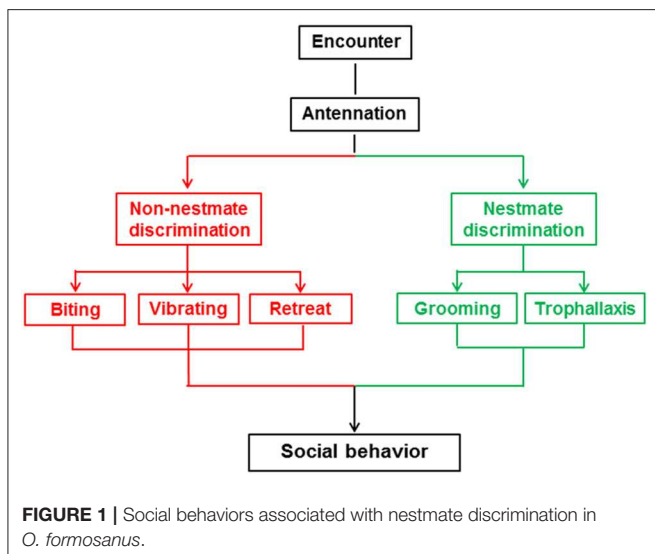 Encounter
Antennation
Non-nestmate
discrimination
Nestmate
discrimination
Biting
Vibrating
Retreat
Grooming
Trophallaxis
Social behavior
FIGURE 1 | Social behaviors associated with nestmate discrimination in
O. formosanus.